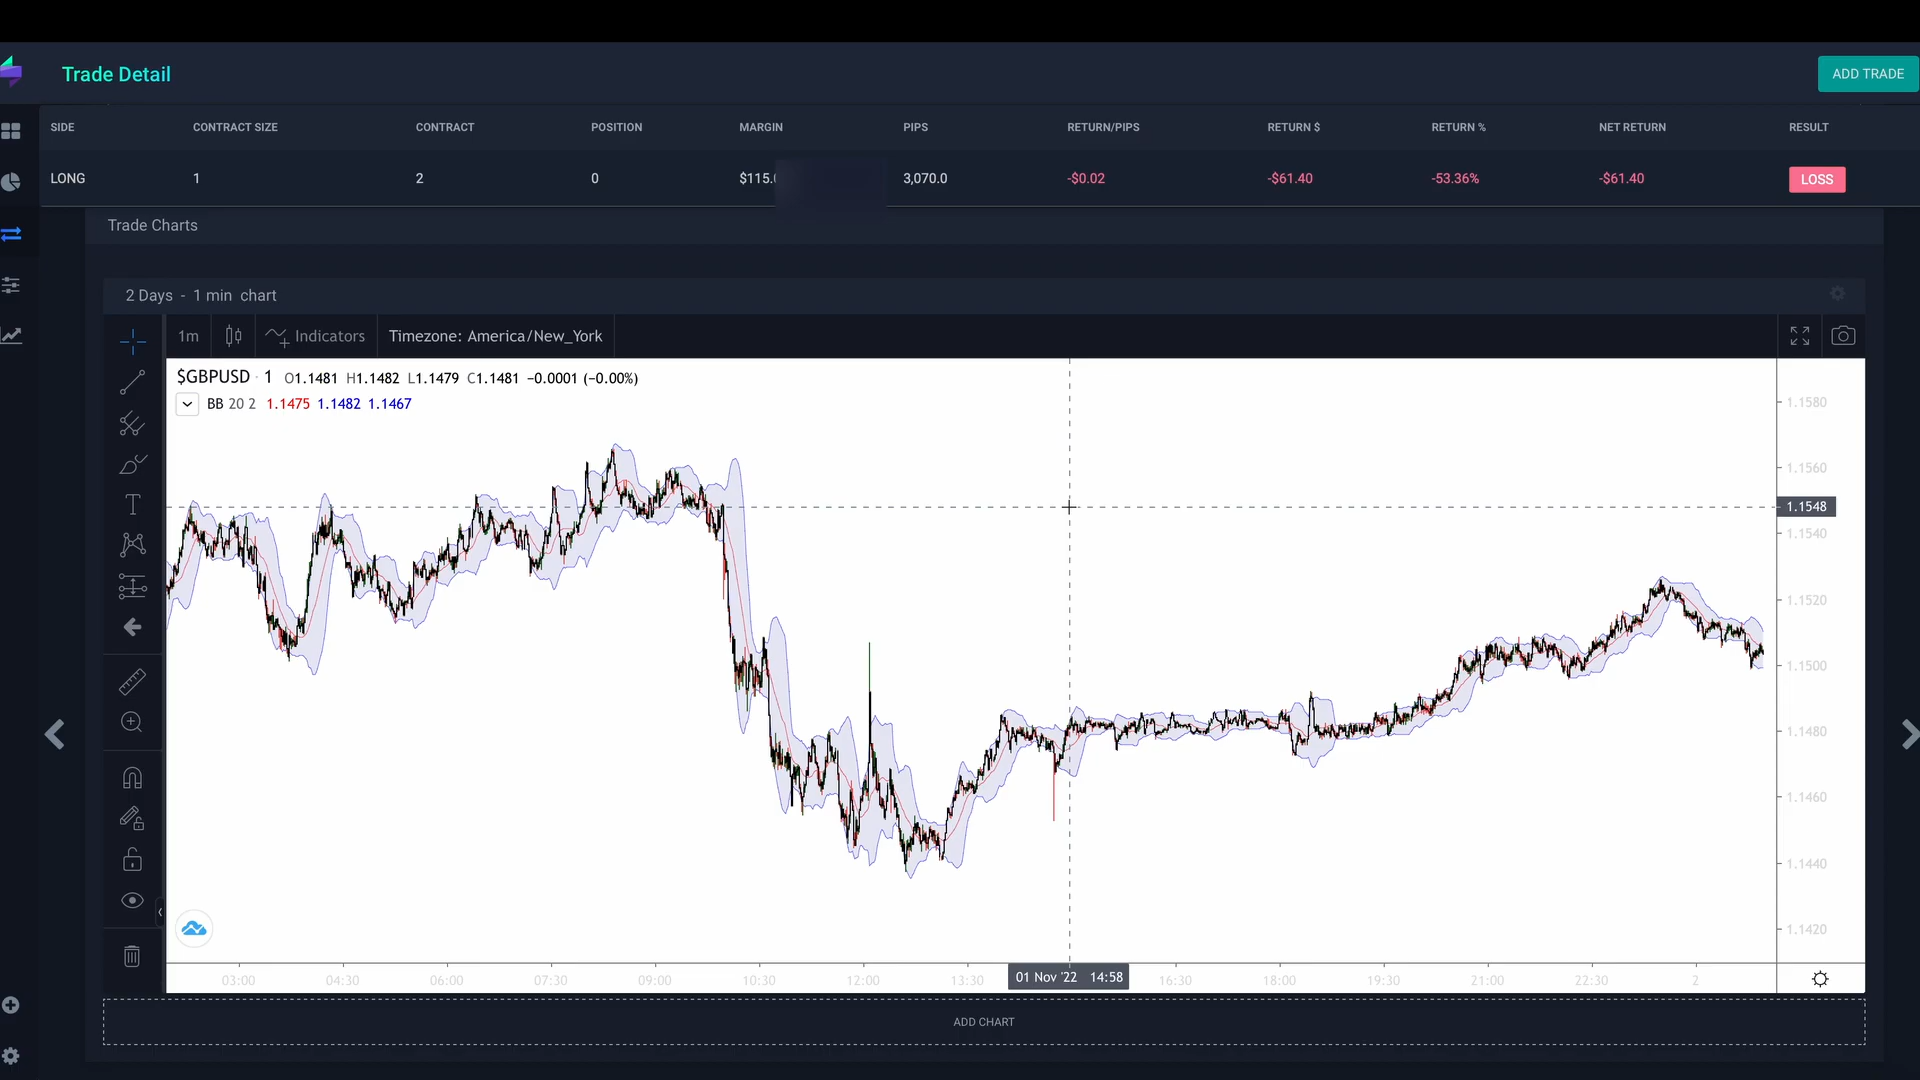 Trade Detail
ADD TRADE
SIDE CONTRACT SIZE CONTRACT POSITION MARGIN PIPS RETURN/PIPS RETURN $ RETURN % NET RETURN RESULT
LONG 1 2 0 $115.0 3,070.0 -$0.02 -$61.40 -53.36% -$61.40 LOSS
Trade Charts
2 Days - 1 min chart
1m Indicators Timezone: America/New_York
$GBPUSD · 1 O1.1481 H1.1482 L1.1479 C1.1481 −0.0001 (−0.00%)
BB 20 2 1.1475 1.1482 1.1467
1.1580
1.1560
1.1548
1.1540
1.1520
1.1500
1.1480
1.1460
1.1440
1.1420
03:00 04:30 06:00 07:30 09:00 10:30 12:00 13:30 01 Nov '22 14:58 16:30 18:00 19:30 21:00 22:30 2
ADD CHART